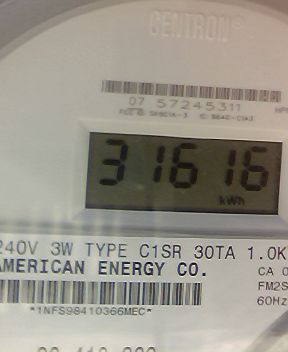 CENTRON®
07 57245311
31616
kWh
240V 3W TYPE C1SR 30TA 1.0K
AMERICAN ENERGY CO.
CA 0
FM2S
60Hz
*1NFS98410366MEC*